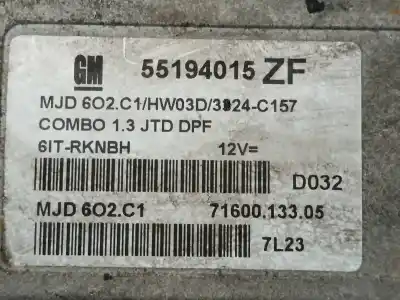 GM 55194015 ZF
MJD 6O2.C1/HW03D/3924-C157
COMBO 1.3 JTD DPF
6IT-RKNBH 12V=
D032
MJD 6O2.C1 71600.133.05
7L23